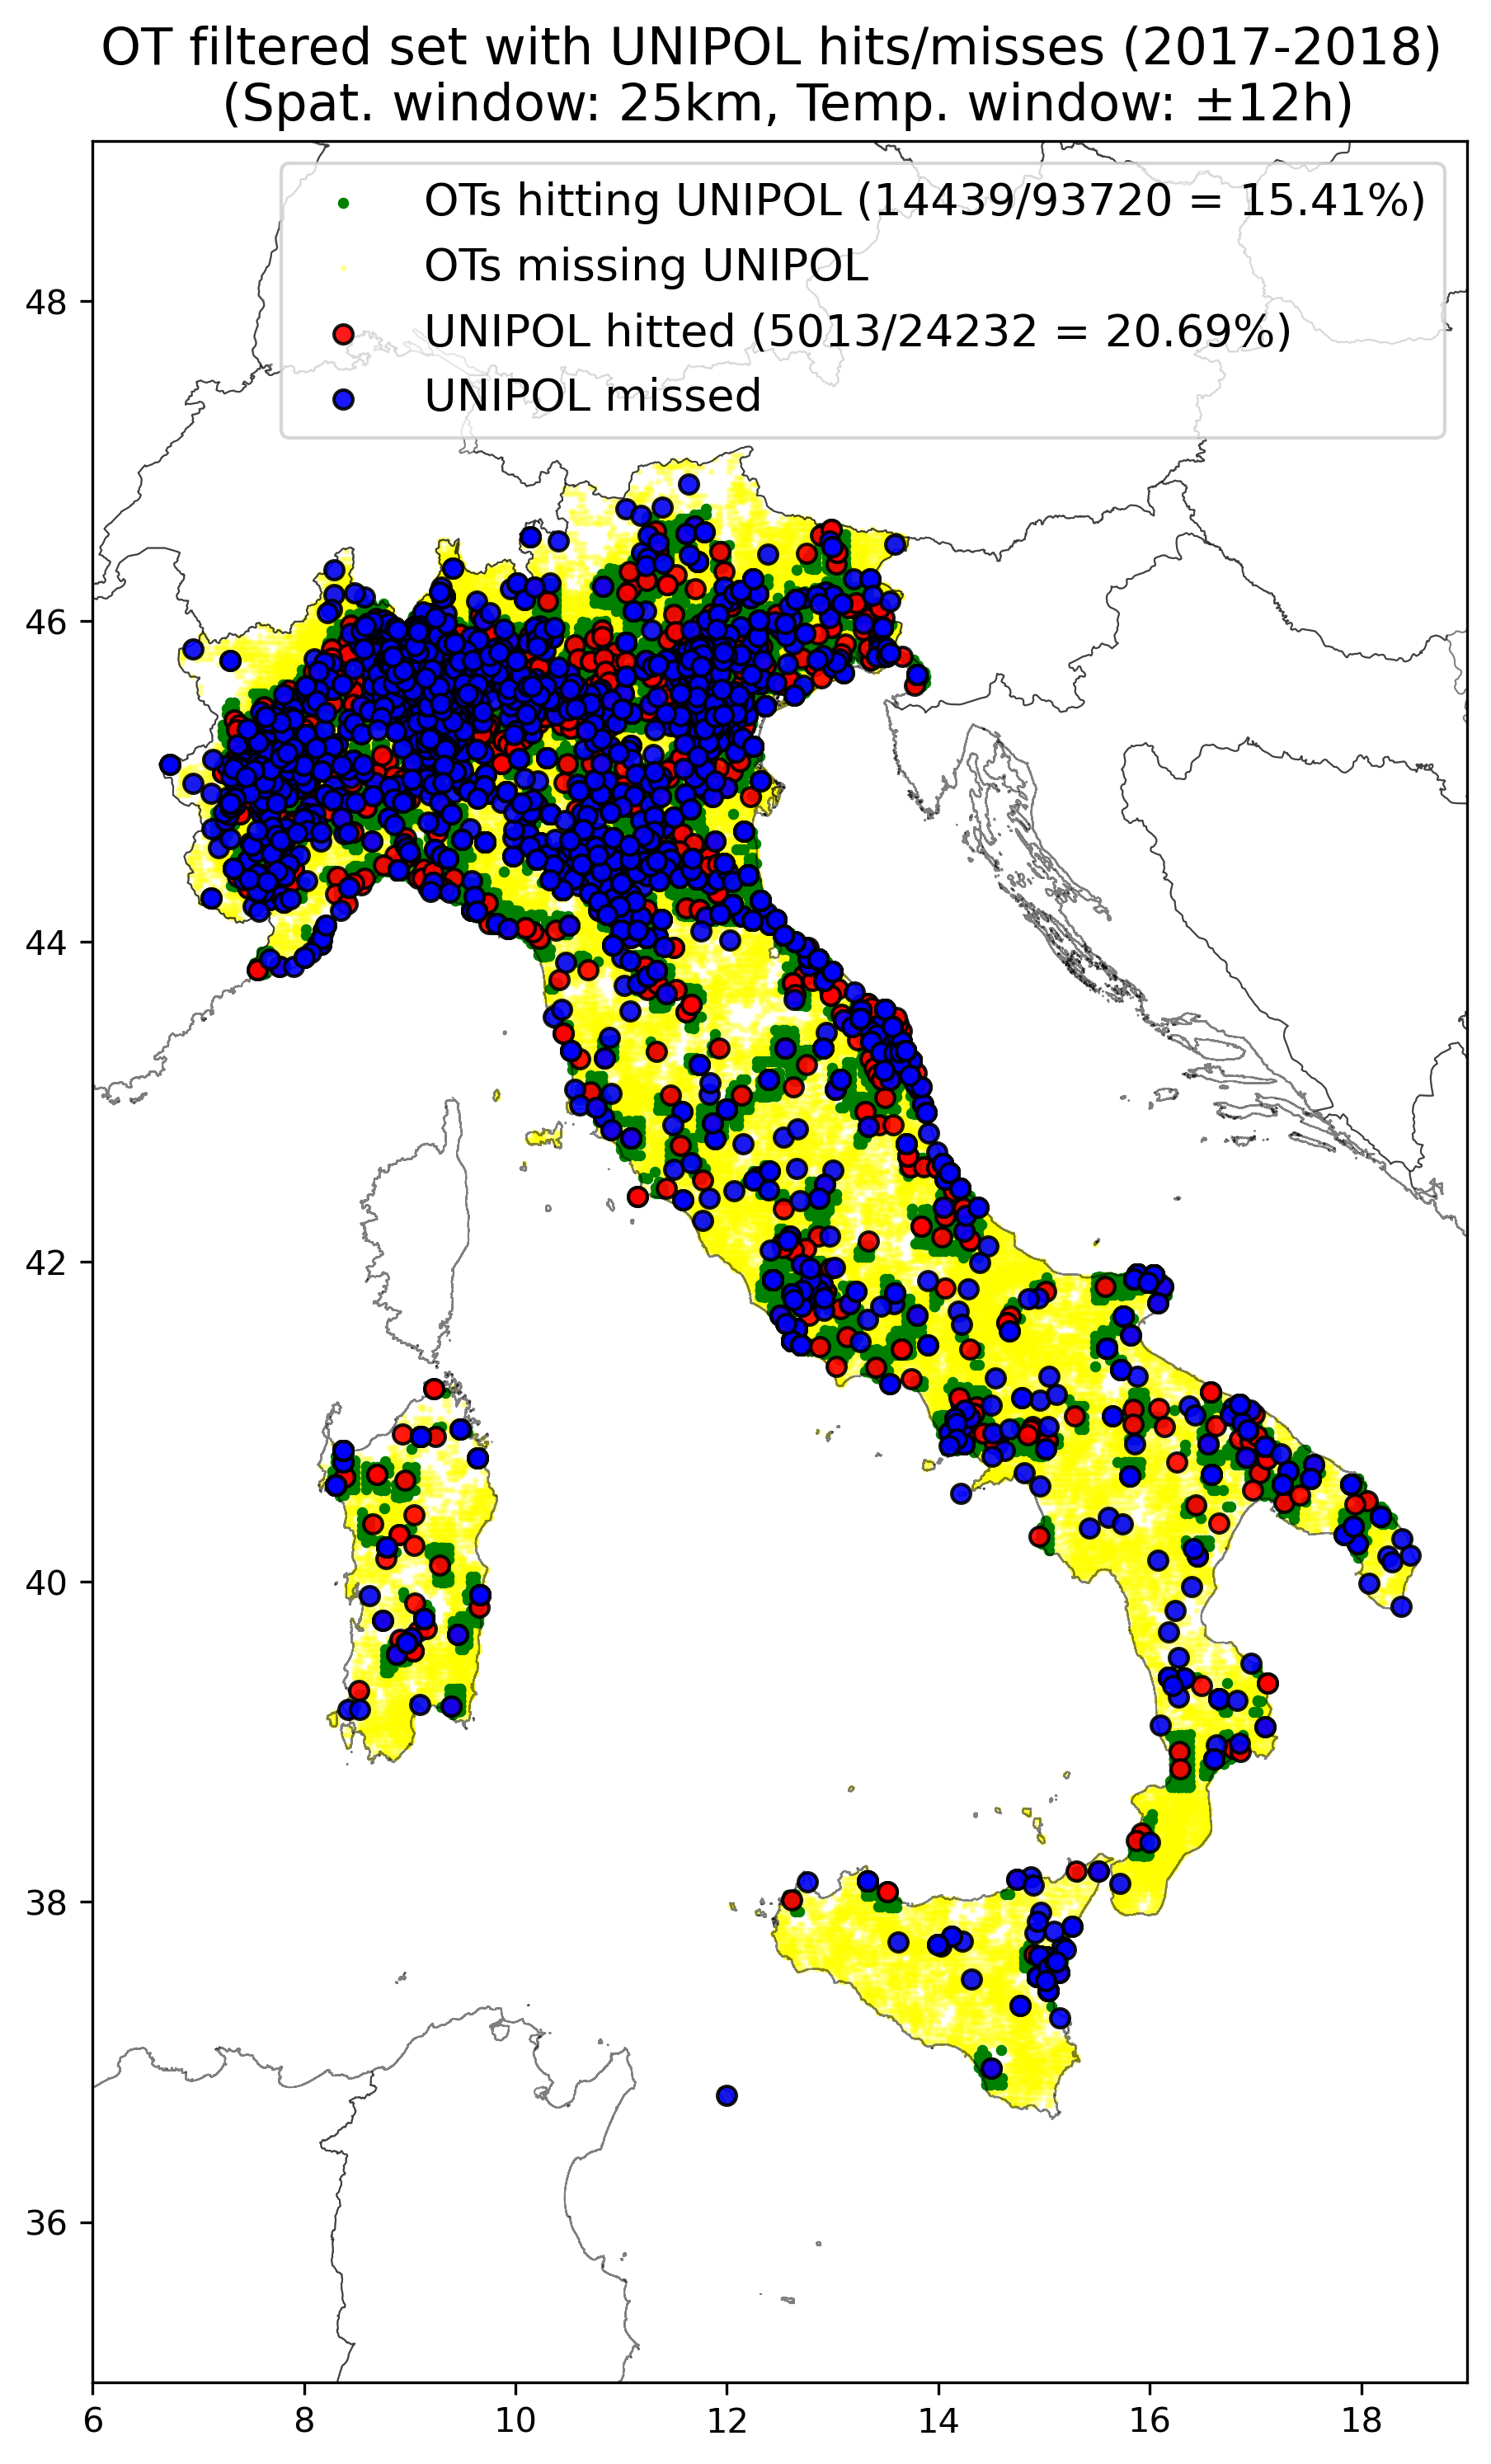 OT filtered set with UNIPOL hits/misses (2017-2018)
(Spat. window: 25km, Temp. window: ±12h)
OTs hitting UNIPOL (14439/93720 = 15.41%)
OTs missing UNIPOL
UNIPOL hitted (5013/24232 = 20.69%)
UNIPOL missed
48
46
44
42
40
38
36
6 8 10 12 14 16 18